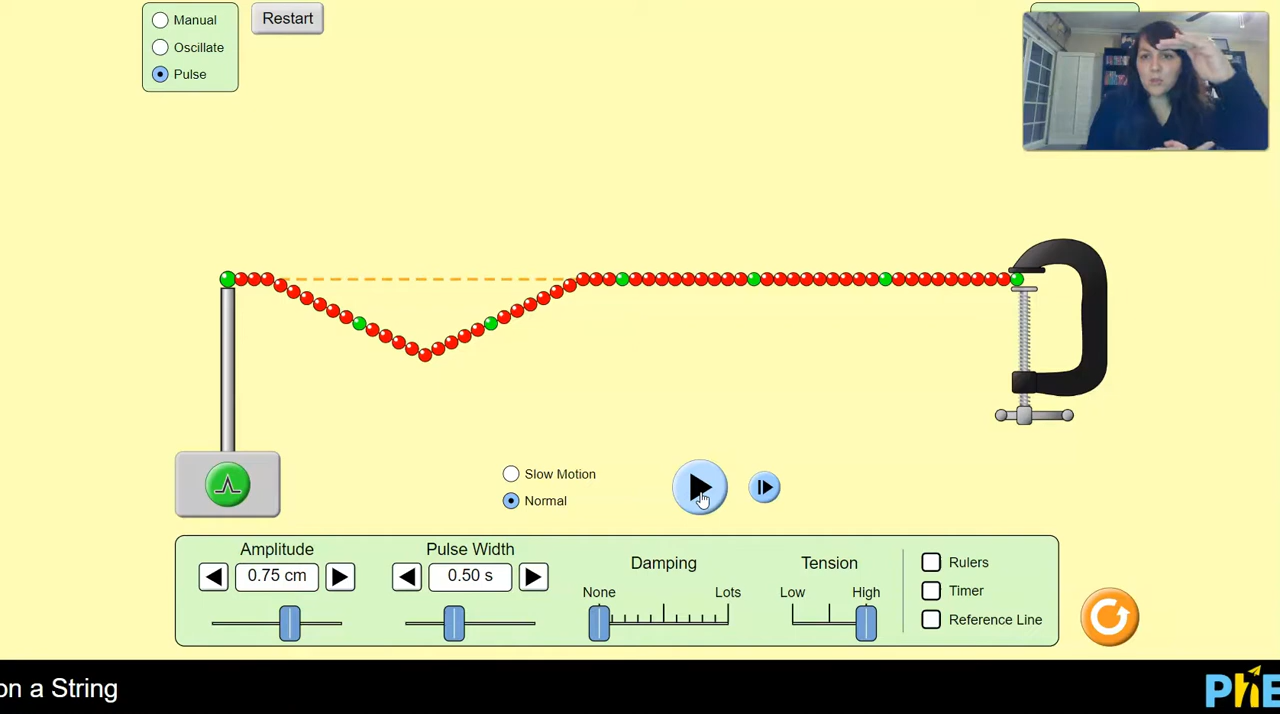 Manual
Oscillate
Pulse
Restart
Slow Motion
Normal
Amplitude
0.75 cm
Pulse Width
0.50 s
Damping
None
Lots
Tension
Low
High
Rulers
Timer
Reference Line
on a String
PhE